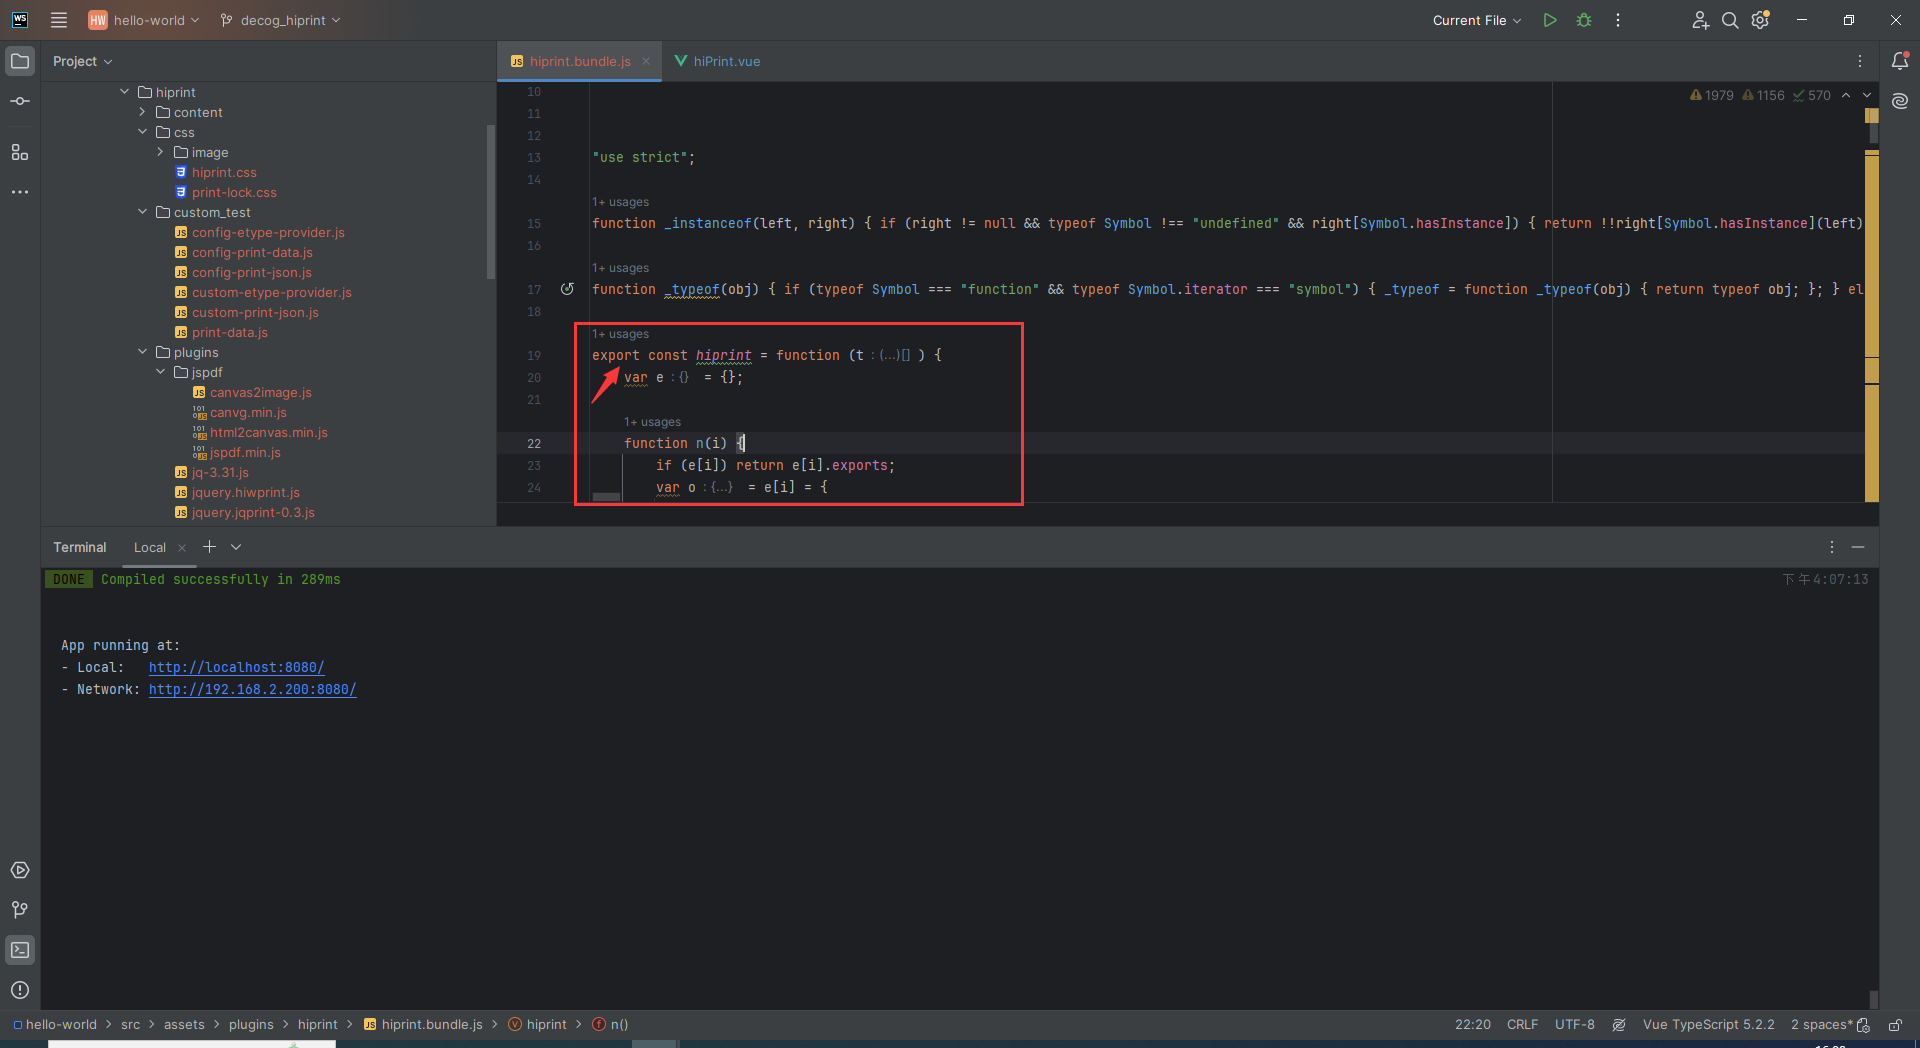 WS
HW hello-world decog_hiprint Current File
Project
hiprint
content
css
image
hiprint.css
print-lock.css
custom_test
config-etype-provider.js
config-print-data.js
config-print-json.js
custom-etype-provider.js
custom-print-json.js
print-data.js
plugins
jspdf
canvas2image.js
canvg.min.js
html2canvas.min.js
jspdf.min.js
jq-3.31.js
jquery.hiwprint.js
jquery.jqprint-0.3.js
hiprint.bundle.js hiPrint.vue
1979 1156 570
10
11
12
13 "use strict";
14
1+ usages
15 function _instanceof(left, right) { if (right != null && typeof Symbol !== "undefined" && right[Symbol.hasInstance]) { return !!right[Symbol.hasInstance](left)
16
1+ usages
17 function _typeof(obj) { if (typeof Symbol === "function" && typeof Symbol.iterator === "symbol") { _typeof = function _typeof(obj) { return typeof obj; }; } el
18
1+ usages
19 export const hiprint = function (t :(...)[] ) {
20 var e :{} = {};
21
1+ usages
22 function n(i) {
23 if (e[i]) return e[i].exports;
24 var o :{...} = e[i] = {
Terminal Local
DONE Compiled successfully in 289ms 下午4:07:13
App running at:
- Local: http://localhost:8080/
- Network: http://192.168.2.200:8080/
hello-world > src > assets > plugins > hiprint > hiprint.bundle.js > hiprint > n() 22:20 CRLF UTF-8 Vue TypeScript 5.2.2 2 spaces*